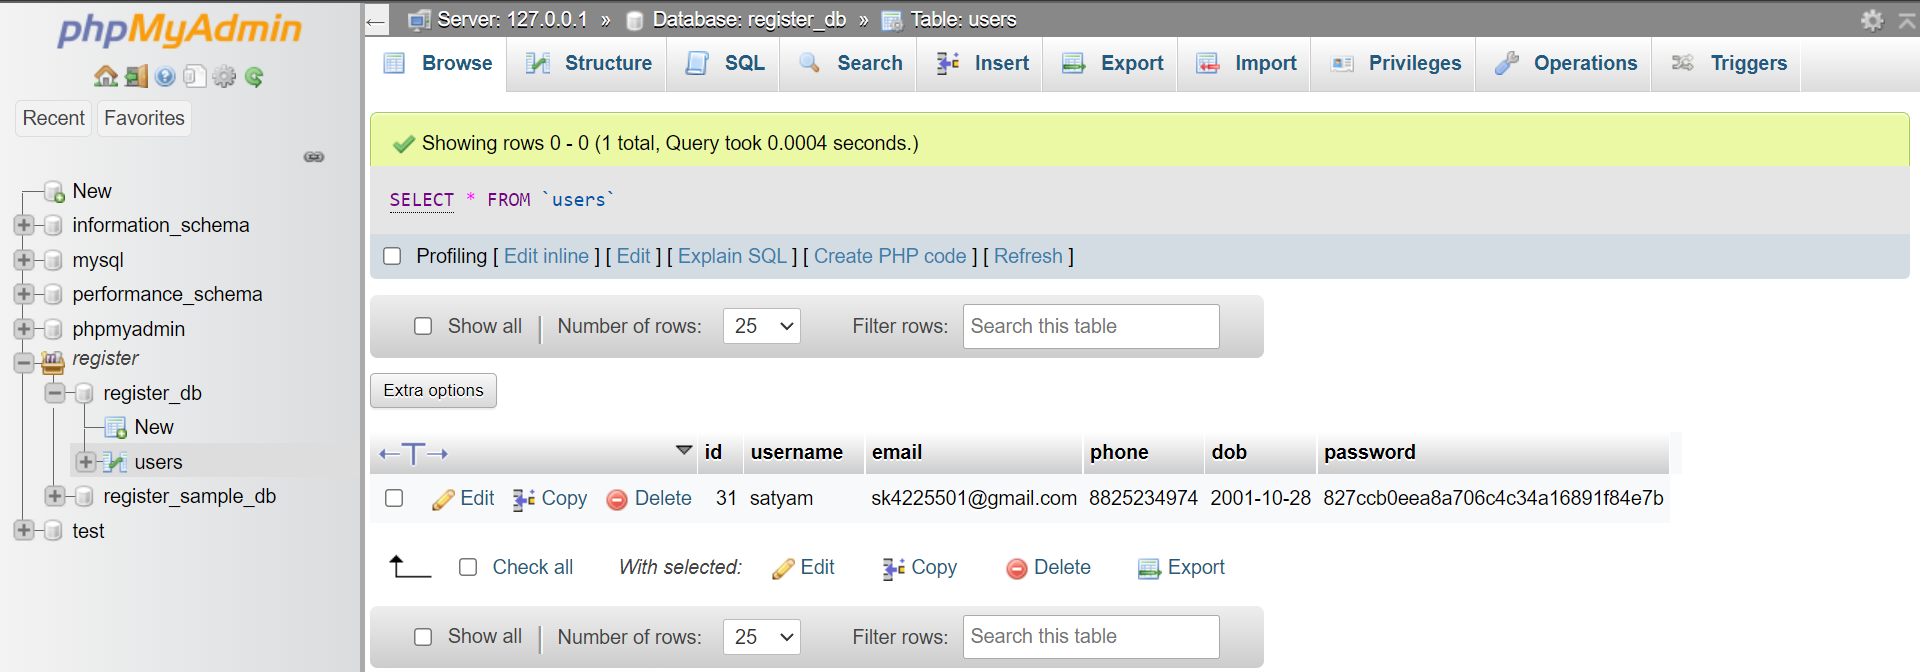 phpMyAdmin
Recent Favorites
New
information_schema
mysql
performance_schema
phpmyadmin
register
register_db
New
users
register_sample_db
test
Server: 127.0.0.1 » Database: register_db » Table: users
Browse Structure SQL Search Insert Export Import Privileges Operations Triggers
Showing rows 0 - 0 (1 total, Query took 0.0004 seconds.)
SELECT * FROM `users`
Profiling [ Edit inline ] [ Edit ] [ Explain SQL ] [ Create PHP code ] [ Refresh ]
Show all | Number of rows: 25 Filter rows: Search this table
Extra options
←T→ id username email phone dob password
Edit Copy Delete 31 satyam sk4225501@gmail.com 8825234974 2001-10-28 827ccb0eea8a706c4c34a16891f84e7b
Check all With selected: Edit Copy Delete Export
Show all | Number of rows: 25 Filter rows: Search this table